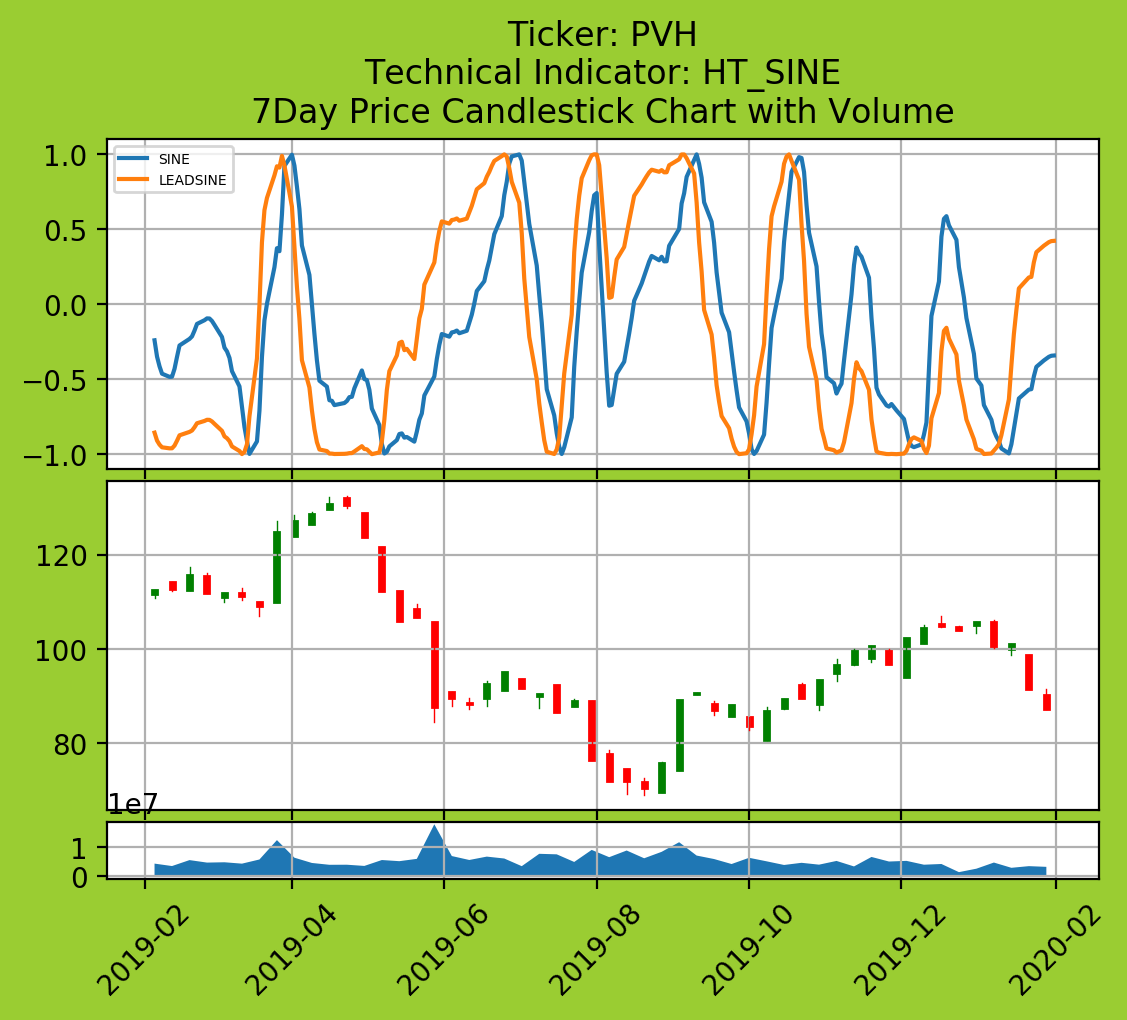 Ticker: PVH
Technical Indicator: HT_SINE
7Day Price Candlestick Chart with Volume
SINE
LEADSINE
1.0
0.5
0.0
−0.5
−1.0
120
100
80
1e7
1
0
2019-02
2019-04
2019-06
2019-08
2019-10
2019-12
2020-02